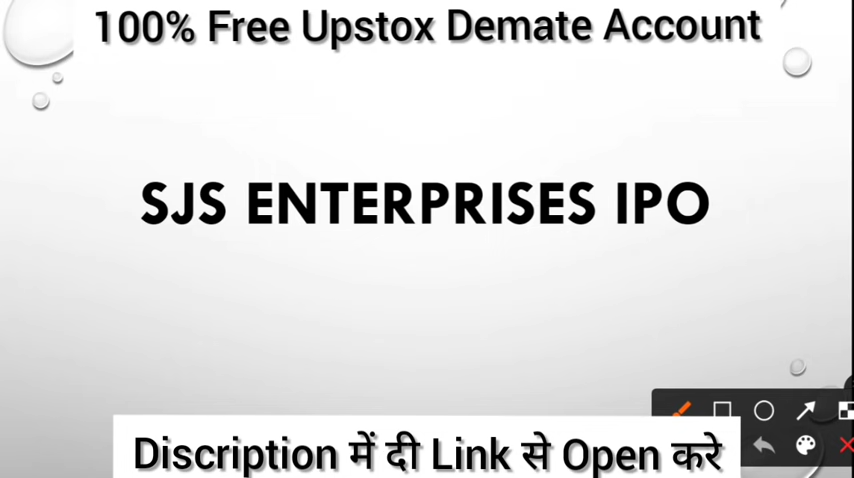 100% Free Upstox Demate Account
SJS ENTERPRISES IPO
Discription में दी Link से Open करे